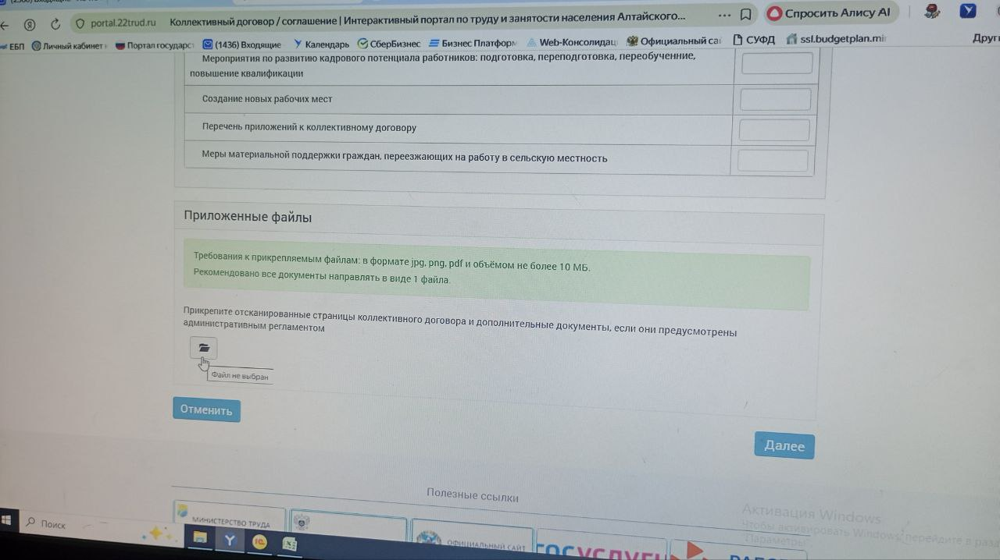 portal.22trud.ru Коллективный договор / соглашение | Интерактивный портал по труду и занятости населения Алтайского... Спросить Алису AI
ЕБП Личный кабинет Портал государст (1436) Входящие Календарь СберБизнес Бизнес Платформ Web-Консолидац Официальный са СУФД ssl.budgetplan.mi Друг
Мероприятия по развитию кадрового потенциала работников: подготовка, переподготовка, переобученние,
повышение квалификации
Создание новых рабочих мест
Перечень приложений к коллективному договору
Меры материальной поддержки граждан, переезжающих на работу в сельскую местность
Приложенные файлы
Требования к прикрепляемым файлам: в формате jpg, png, pdf и объёмом не более 10 МБ.
Рекомендовано все документы направлять в виде 1 файла.
Прикрепите отсканированные страницы коллективного договора и дополнительные документы, если они предусмотрены
административным регламентом
Файл не выбран
Отменить
Далее
Полезные ссылки
МИНИСТЕРСТВО ТРУДА
ОФИЦИАЛЬНЫЙ САЙТ
ГОСУСЛУГИ
Активация Windows
Чтобы активировать Windows, перейдите в разд
"Параметры"
Поиск